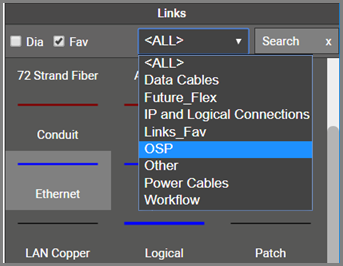 Links
Dia Fav <ALL> Search x
<ALL>
Data Cables
Future_Flex
IP and Logical Connections
Links_Fav
OSP
Other
Power Cables
Workflow
72 Strand Fiber A
Conduit
Ethernet
LAN Copper Logical Patch